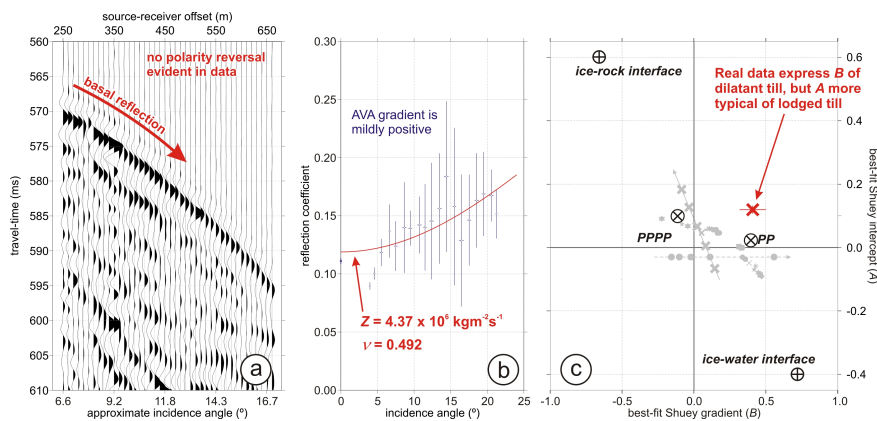 source-receiver offset (m)
250 350 450 550 650
560
565
570
575
580
585
590
595
600
605
610
travel-time (ms)
no polarity reversal
evident in data
basal reflection
a
6.6 9.2 11.8 14.3 16.7
approximate incidence angle (º)
0.30
0.25
0.20
0.15
0.10
0.05
0.00
reflection coefficient
AVA gradient is
mildly positive
Z = 4.37 x 10⁶ kgm⁻²s⁻¹
ν = 0.492
b
0 5 10 15 20 25
incidence angle (º)
ice-rock interface
Real data express B of
dilatant till, but A more
typical of lodged till
PPPP
PP
ice-water interface
c
0.6
0.4
0.2
0.0
-0.2
-0.4
best-fit Shuey intercept (A)
-1.0 -0.5 0.0 0.5 1.0
best-fit Shuey gradient (B)